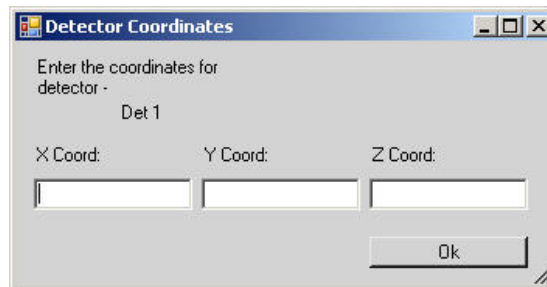 Detector Coordinates
Enter the coordinates for
detector -
Det 1
X Coord: Y Coord: Z Coord:
Ok